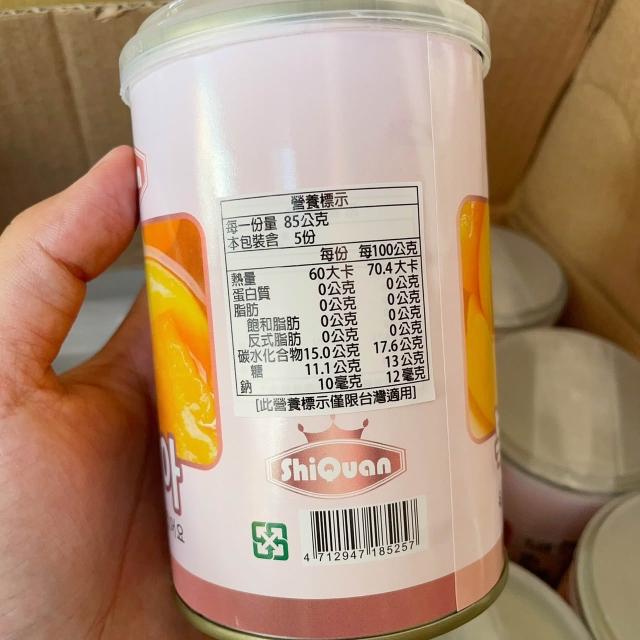 營養標示
每一份量 85公克
本包裝含 5份
每份 每100公克
熱量 60大卡 70.4大卡
蛋白質 0公克 0公克
脂肪 0公克 0公克
飽和脂肪 0公克 0公克
反式脂肪 0公克 0公克
碳水化合物 15.0公克 17.6公克
糖 11.1公克 13公克
鈉 10毫克 12毫克
[此營養標示僅限台灣適用]
ShiQuan
4 712947 185257
아
요